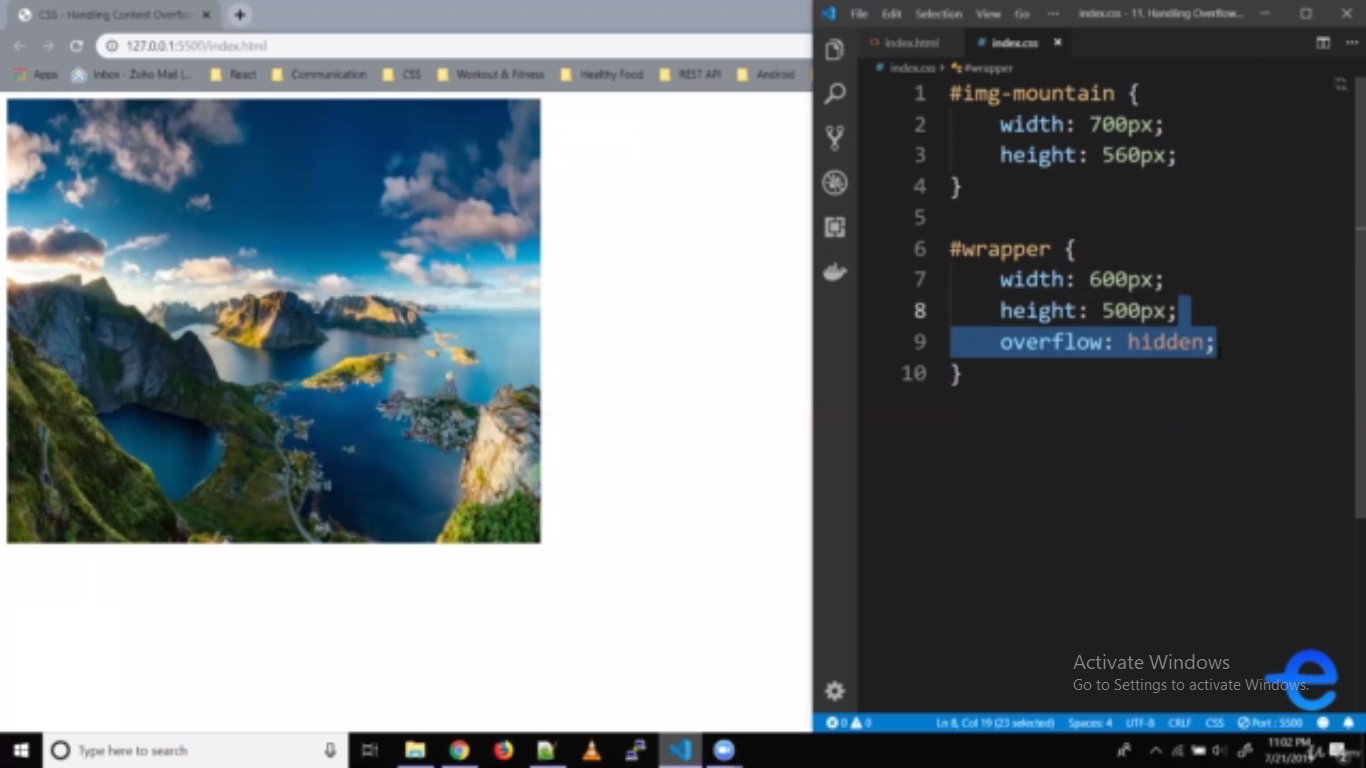 CSS - Handling Content Overflo
127.0.0.1:5500/index.html
Apps
Inbox - Zoho Mail (...
React
Communication
CSS
Workout & Fitness
Healthy Food
REST API
Android
File Edit Selection View Go ··· index.css - 11. Handling Overflow...
index.html
index.css
index.css > #wrapper
1 #img-mountain {
2 width: 700px;
3 height: 560px;
4 }
5
6 #wrapper {
7 width: 600px;
8 height: 500px;
9 overflow: hidden;
10 }
Activate Windows
Go to Settings to activate Windows.
0 0 Ln 8, Col 19 (23 selected) Spaces: 4 UTF-8 CRLF CSS Port : 5500
Type here to search
11:02 PM